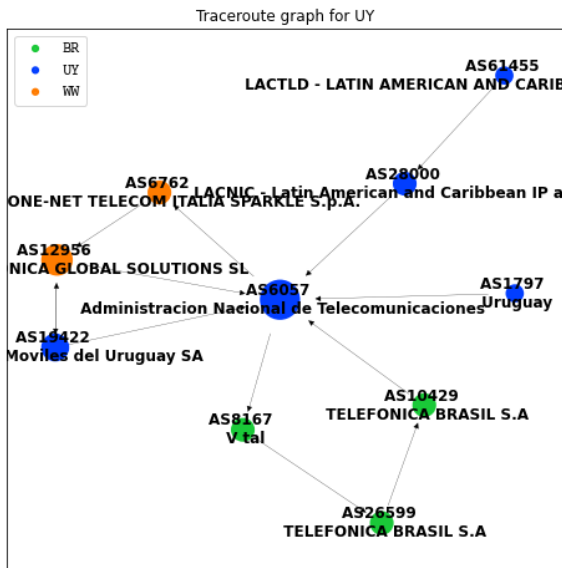 Traceroute graph for UY
BR
UY
WW
AS61455
LACTLD - LATIN AMERICAN AND CARIB
AS28000
LACNIC - Latin American and Caribbean IP a
AS6762
ONE-NET TELECOM ITALIA SPARKLE S.p.A.
AS12956
NICA GLOBAL SOLUTIONS SL
AS6057
Administracion Nacional de Telecomunicaciones
AS1797
Uruguay
AS19422
Moviles del Uruguay SA
AS10429
TELEFONICA BRASIL S.A
AS8167
V tal
AS26599
TELEFONICA BRASIL S.A